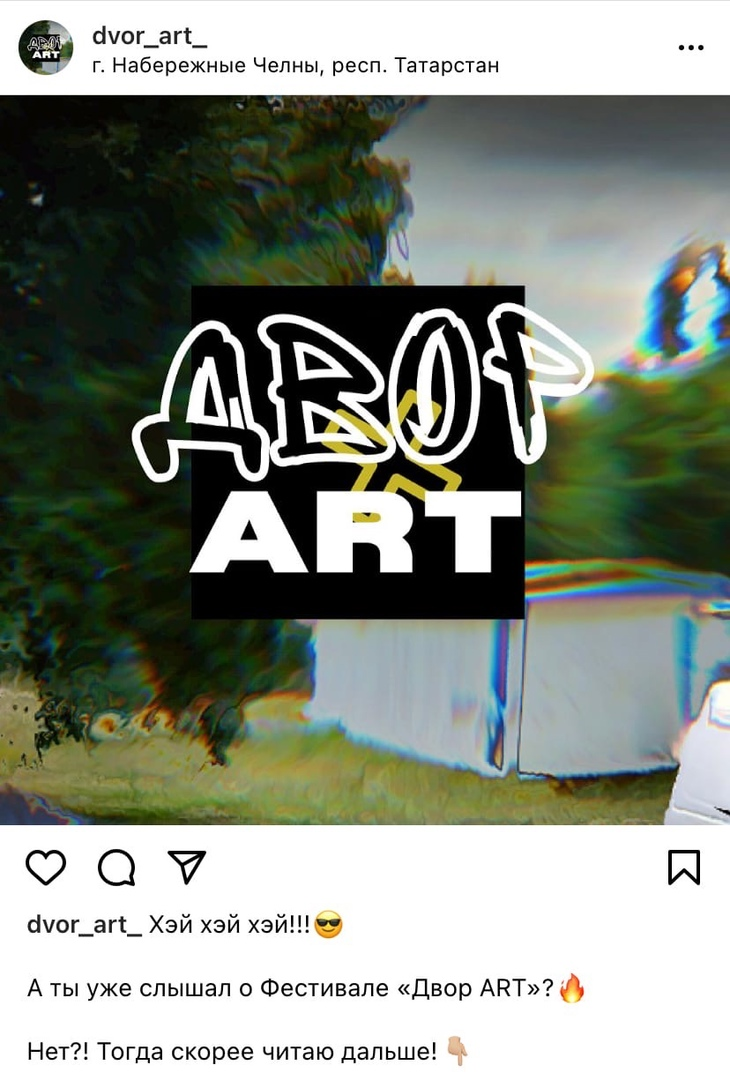 dvor_art_
г. Набережные Челны, респ. Татарстан
ДВОР
ART
dvor_art_ Хэй хэй хэй!!!😎
А ты уже слышал о Фестивале «Двор ART»?🔥
Нет?! Тогда скорее читаю дальше! 👇🏼